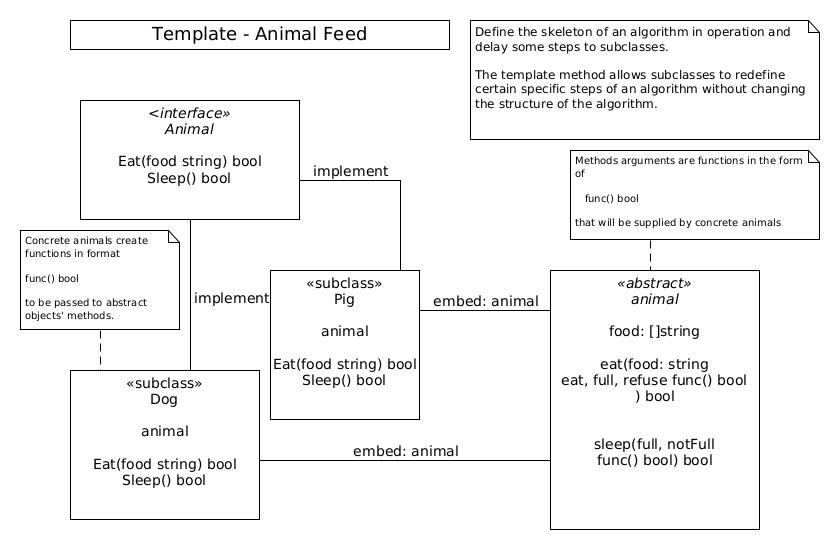 Template - Animal Feed
Define the skeleton of an algorithm in operation and
delay some steps to subclasses.
The template method allows subclasses to redefine
certain specific steps of an algorithm without changing
the structure of the algorithm.
<interface»
Animal
Eat(food string) bool
Sleep() bool
implement
Methods arguments are functions in the form
of
func() bool
that will be supplied by concrete animals
Concrete animals create
functions in format
func() bool
to be passed to abstract
objects' methods.
implement
«subclass»
Pig
animal
Eat(food string) bool
Sleep() bool
embed: animal
«abstract»
animal
food: []string
eat(food: string
eat, full, refuse func() bool
) bool
sleep(full, notFull
func() bool) bool
«subclass»
Dog
animal
Eat(food string) bool
Sleep() bool
embed: animal